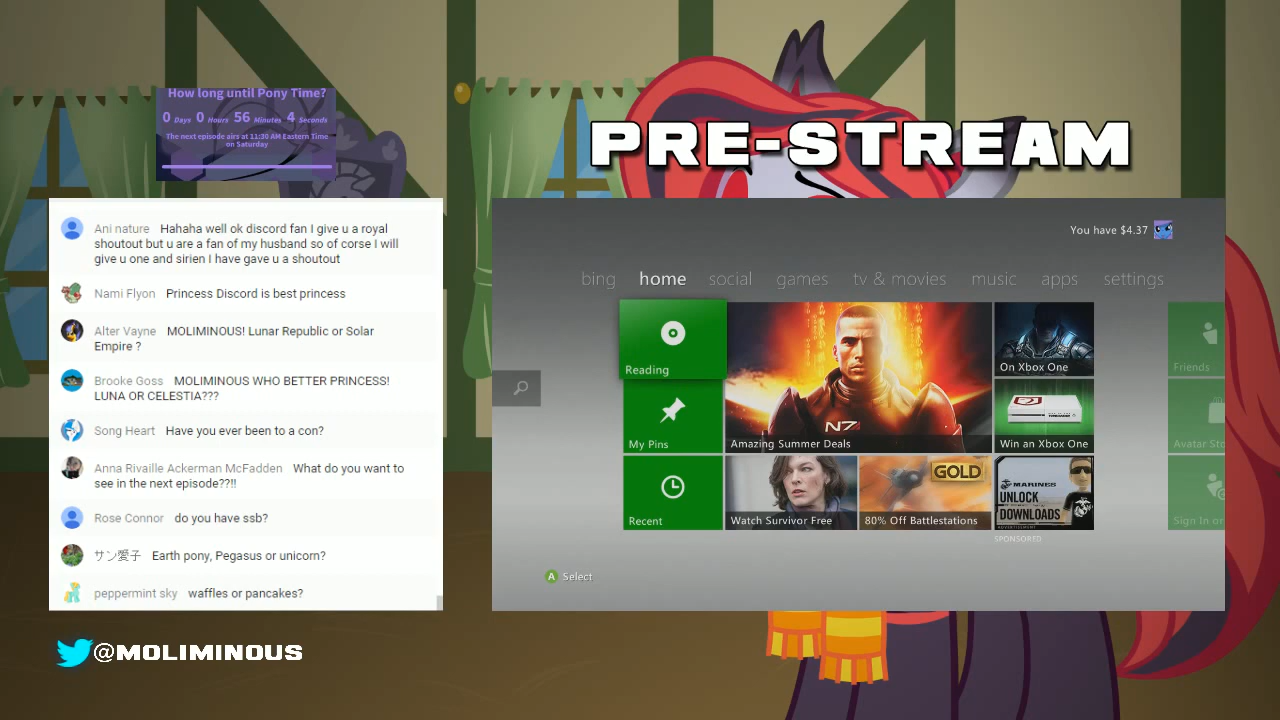 How long until Pony Time?
0 Days 0 Hours 56 Minutes 4 Seconds
The next episode airs at 11:30 AM Eastern Time
on Saturday
PRE-STREAM
Ani nature Hahaha well ok discord fan I give u a royal
shoutout but u are a fan of my husband so of corse I will
give u one and sirien I have gave u a shoutout
Nami Flyon Princess Discord is best princess
Alter Vayne MOLIMINOUS! Lunar Republic or Solar
Empire ?
Brooke Goss MOLIMINOUS WHO BETTER PRINCESS!
LUNA OR CELESTIA???
Song Heart Have you ever been to a con?
Anna Rivaille Ackerman McFadden What do you want to
see in the next episode??!!
Rose Connor do you have ssb?
サン愛子 Earth pony, Pegasus or unicorn?
peppermint sky waffles or pancakes?
@MOLIMINOUS
You have $4.37
bing home social games tv & movies music apps settings
Reading
My Pins
Recent
N7
Amazing Summer Deals
Watch Survivor Free
GOLD
80% Off Battlestations
On Xbox One
Win an Xbox One
MARINES
UNLOCK
DOWNLOADS
ADVERTISEMENT
SPONSORED
Friends
Avatar Sto
Sign In or
A Select